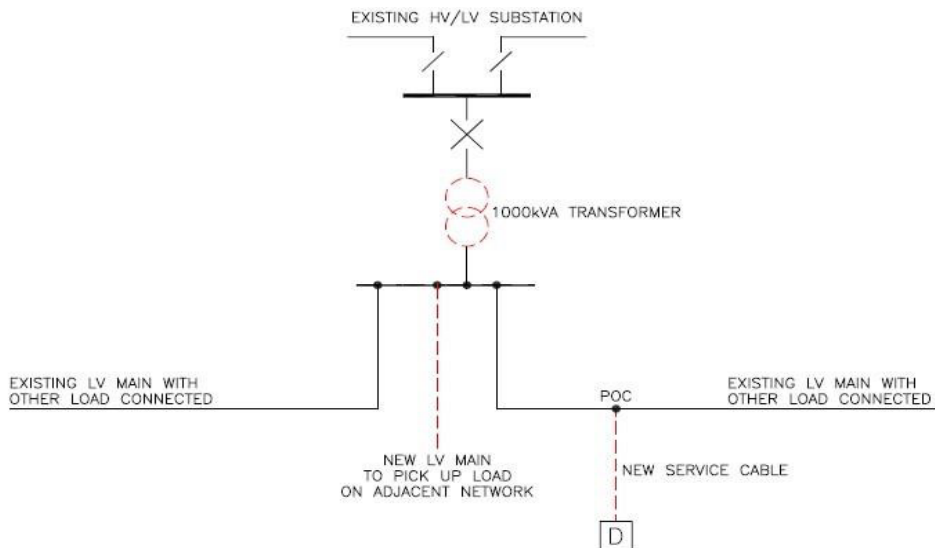 EXISTING HV/LV SUBSTATION
1000kVA TRANSFORMER
EXISTING LV MAIN WITH
OTHER LOAD CONNECTED
POC
EXISTING LV MAIN WITH
OTHER LOAD CONNECTED
NEW LV MAIN
TO PICK UP LOAD
ON ADJACENT NETWORK
NEW SERVICE CABLE
D